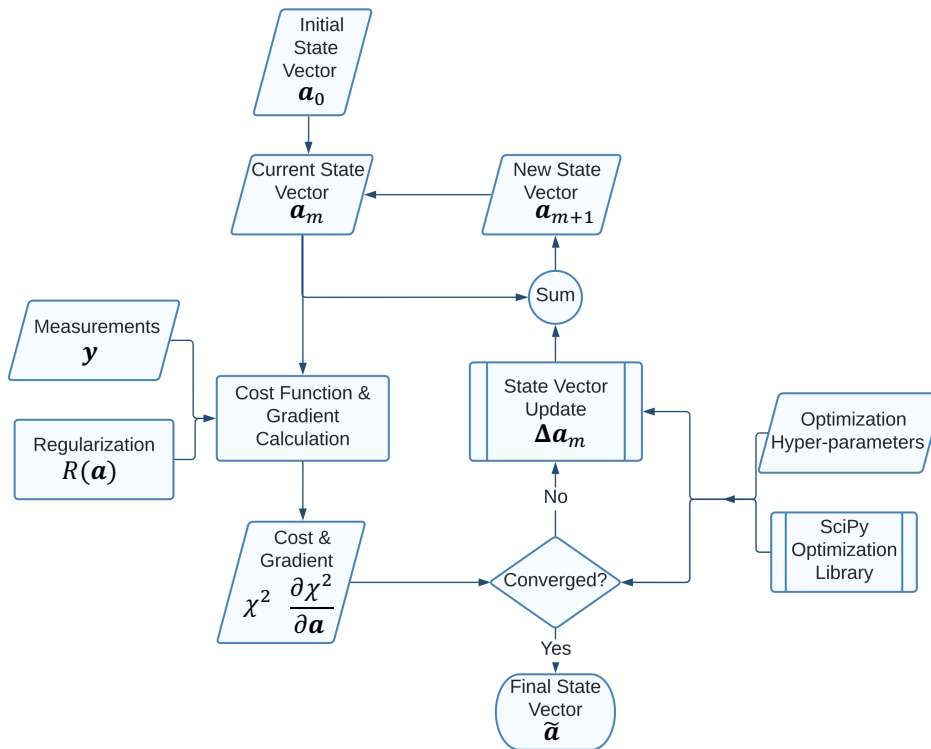 Initial
State
Vector
𝒂₀
Current State
Vector
𝒂ₘ
New State
Vector
𝒂ₘ₊₁
Sum
Measurements
𝒚
Regularization
R(𝒂)
Cost Function &
Gradient
Calculation
State Vector
Update
𝚫𝒂ₘ
Optimization
Hyper-parameters
SciPy
Optimization
Library
No
Cost &
Gradient
χ² ∂χ²/∂𝒂
Converged?
Yes
Final State
Vector
𝒂̃